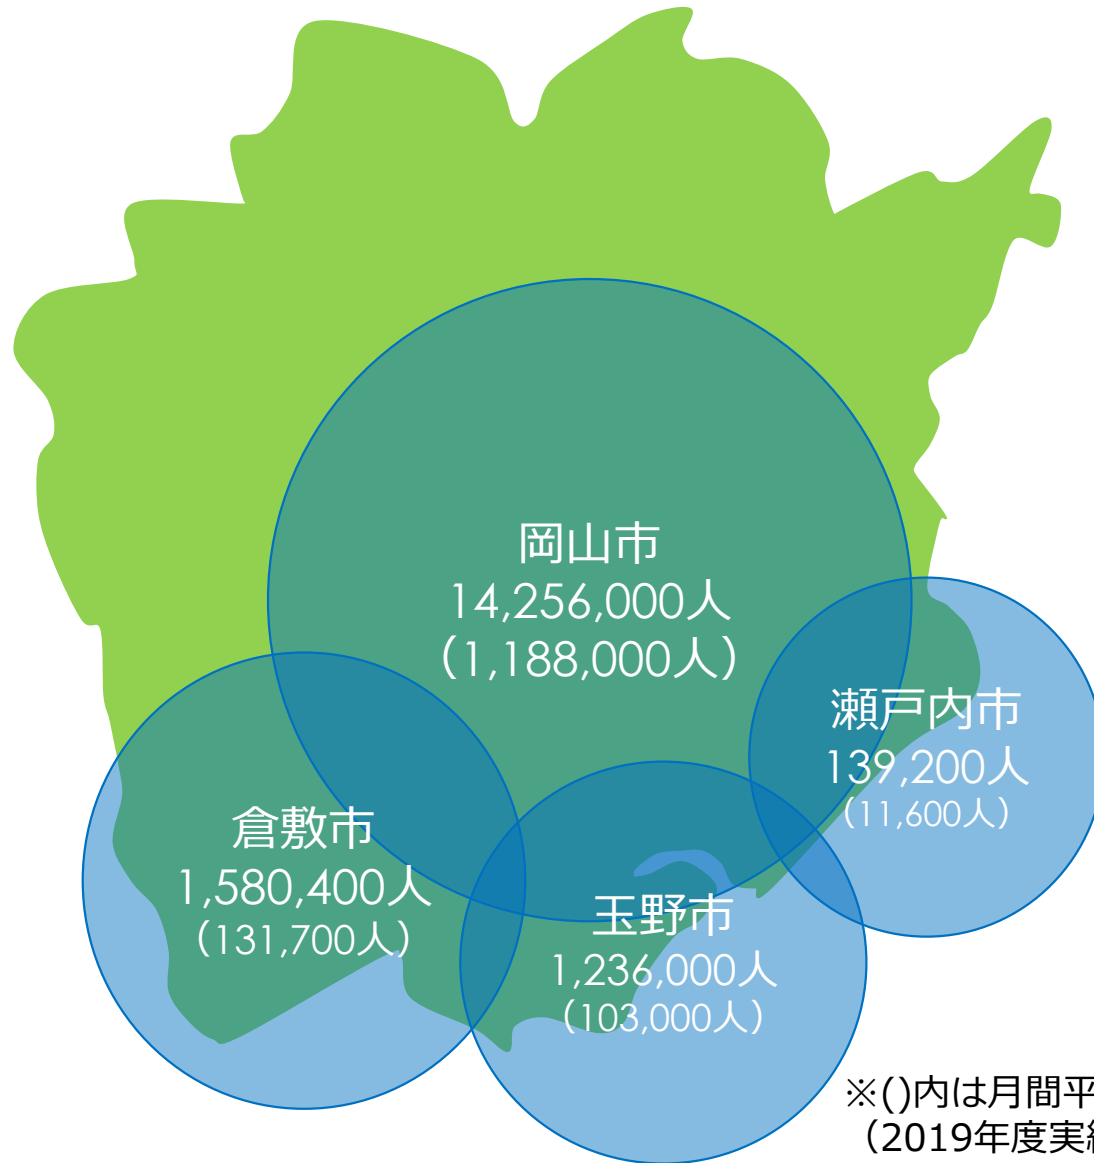 岡山市
14,256,000人
（1,188,000人）
瀬戸内市
139,200人
（11,600人）
倉敷市
1,580,400人
（131,700人）
玉野市
1,236,000人
（103,000人）
※()内は月間平
（2019年度実